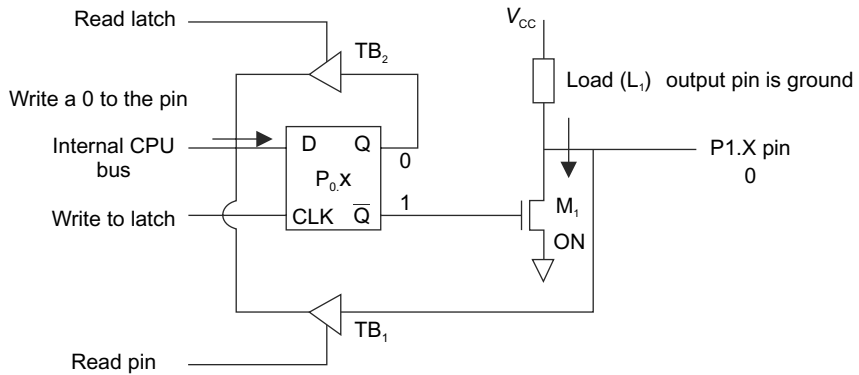 Read latch
TB2
VCC
Load (L1) output pin is ground
Write a 0 to the pin
Internal CPU
bus
D Q
0
P0.X
P1.X pin
0
Write to latch
CLK Q̅
1
M1
ON
TB1
Read pin